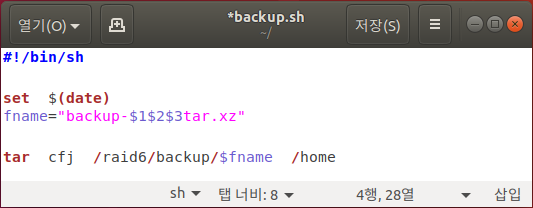 열기(O)
*backup.sh
~/
저장(S)
#!/bin/sh
set  $(date)
fname="backup-$1$2$3tar.xz"
tar  cfj  /raid6/backup/$fname  /home
sh 탭 너비: 8 4행, 28열 삽입